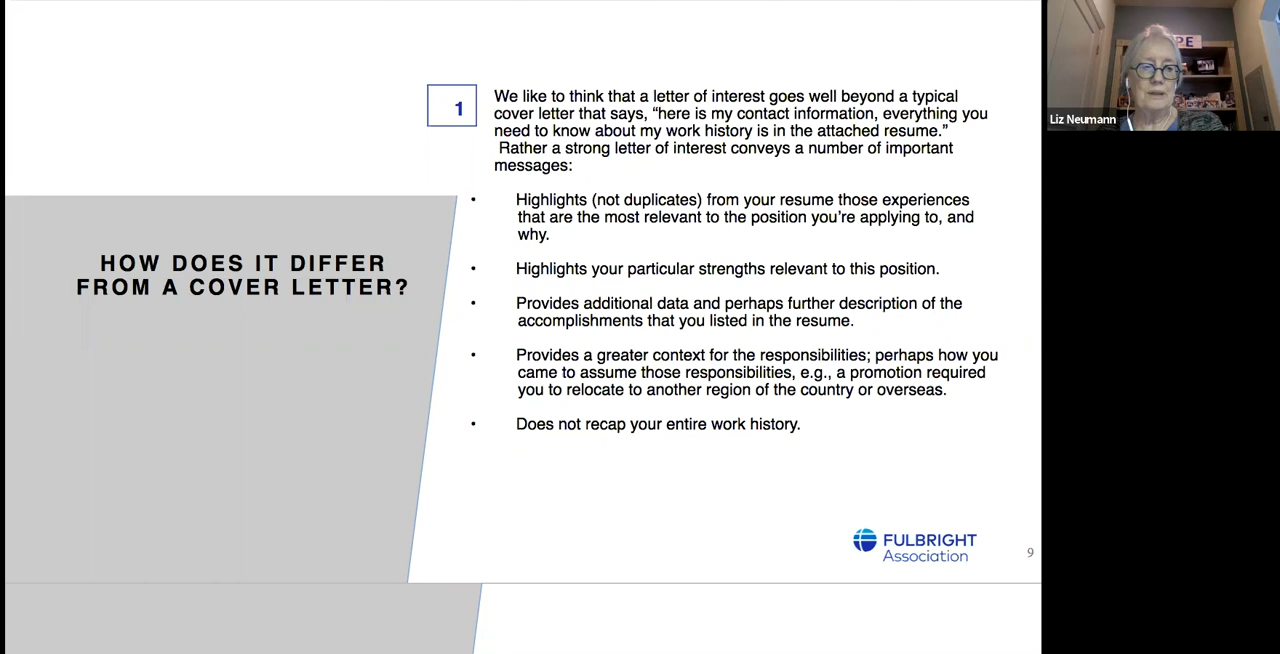 HOW DOES IT DIFFER
FROM A COVER LETTER?
1
We like to think that a letter of interest goes well beyond a typical
cover letter that says, “here is my contact information, everything you
need to know about my work history is in the attached resume.”
Rather a strong letter of interest conveys a number of important
messages:
• Highlights (not duplicates) from your resume those experiences
that are the most relevant to the position you’re applying to, and
why.
• Highlights your particular strengths relevant to this position.
• Provides additional data and perhaps further description of the
accomplishments that you listed in the resume.
• Provides a greater context for the responsibilities; perhaps how you
came to assume those responsibilities, e.g., a promotion required
you to relocate to another region of the country or overseas.
• Does not recap your entire work history.
FULBRIGHT
Association
9
PE
Liz Neumann